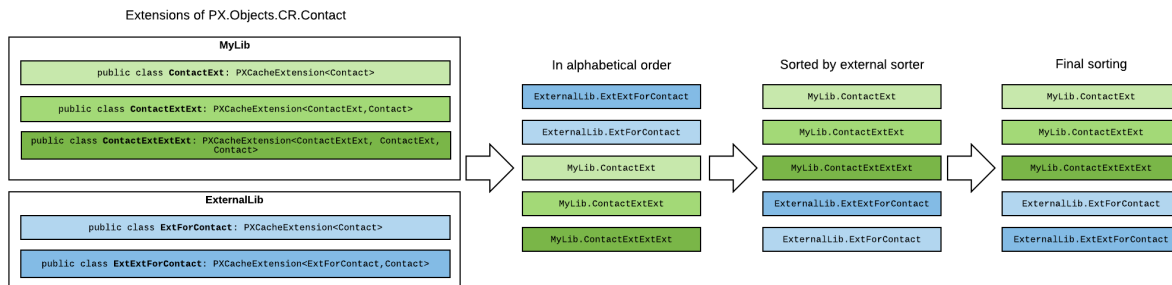 Extensions of PX.Objects.CR.Contact
MyLib
public class ContactExt: PXCacheExtension<Contact>
public class ContactExtExt: PXCacheExtension<ContactExt,Contact>
public class ContactExtExtExt: PXCacheExtension<ContactExtExt, ContactExt,
Contact>
ExternalLib
public class ExtForContact: PXCacheExtension<Contact>
public class ExtExtForContact: PXCacheExtension<ExtForContact,Contact>
In alphabetical order
ExternalLib.ExtExtForContact
ExternalLib.ExtForContact
MyLib.ContactExt
MyLib.ContactExtExt
MyLib.ContactExtExtExt
Sorted by external sorter
MyLib.ContactExt
MyLib.ContactExtExt
MyLib.ContactExtExtExt
ExternalLib.ExtExtForContact
ExternalLib.ExtForContact
Final sorting
MyLib.ContactExt
MyLib.ContactExtExt
MyLib.ContactExtExtExt
ExternalLib.ExtForContact
ExternalLib.ExtExtForContact